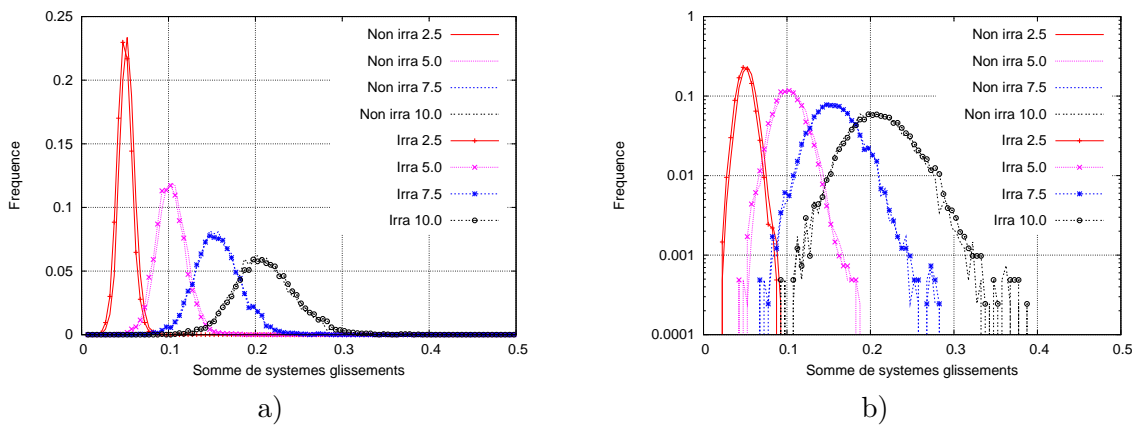 0.25
0.2
0.15
0.1
0.05
0
0
0.1
0.2
0.3
0.4
0.5
Frequence
Somme de systemes glissements
Non irra 2.5
Non irra 5.0
Non irra 7.5
Non irra 10.0
Irra 2.5
Irra 5.0
Irra 7.5
Irra 10.0
a)
1
0.1
0.01
0.001
0.0001
0
0.1
0.2
0.3
0.4
0.5
Frequence
Somme de systemes glissements
Non irra 2.5
Non irra 5.0
Non irra 7.5
Non irra 10.0
Irra 2.5
Irra 5.0
Irra 7.5
Irra 10.0
b)